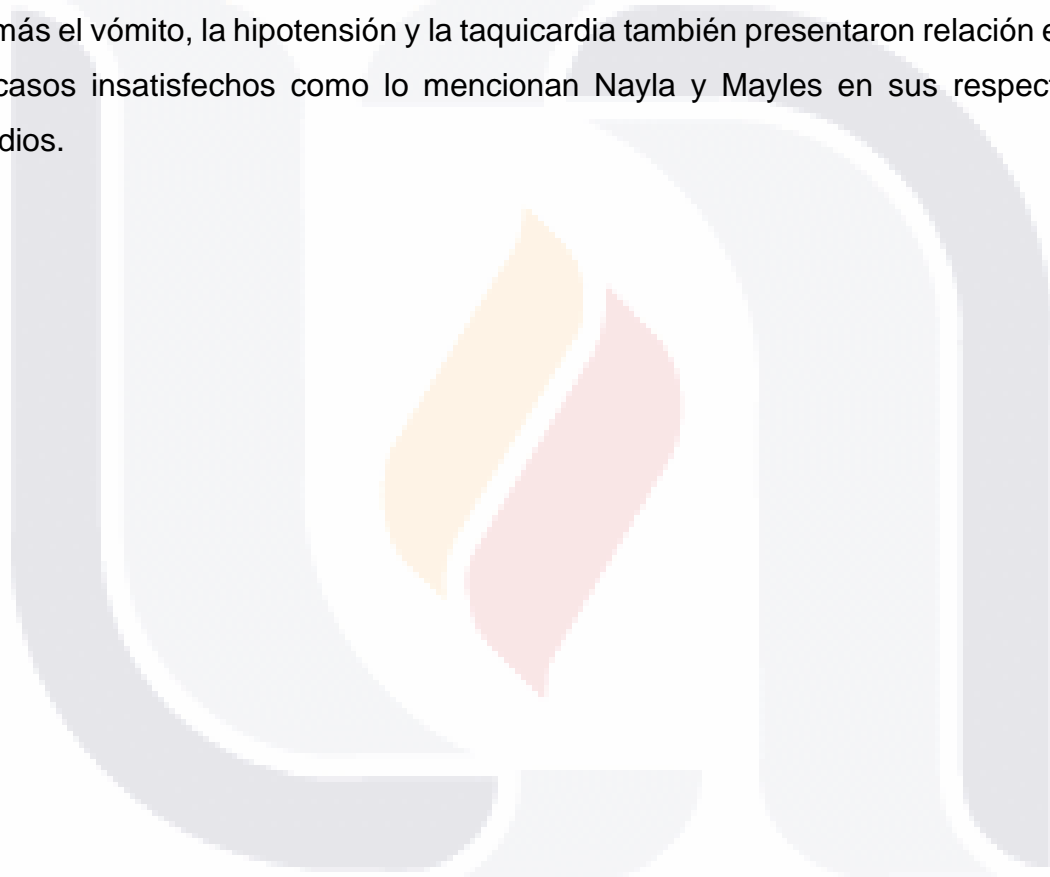 más el vómito, la hipotensión y la taquicardia también presentaron relación e
casos insatisfechos como lo mencionan Nayla y Mayles en sus respect
dios.